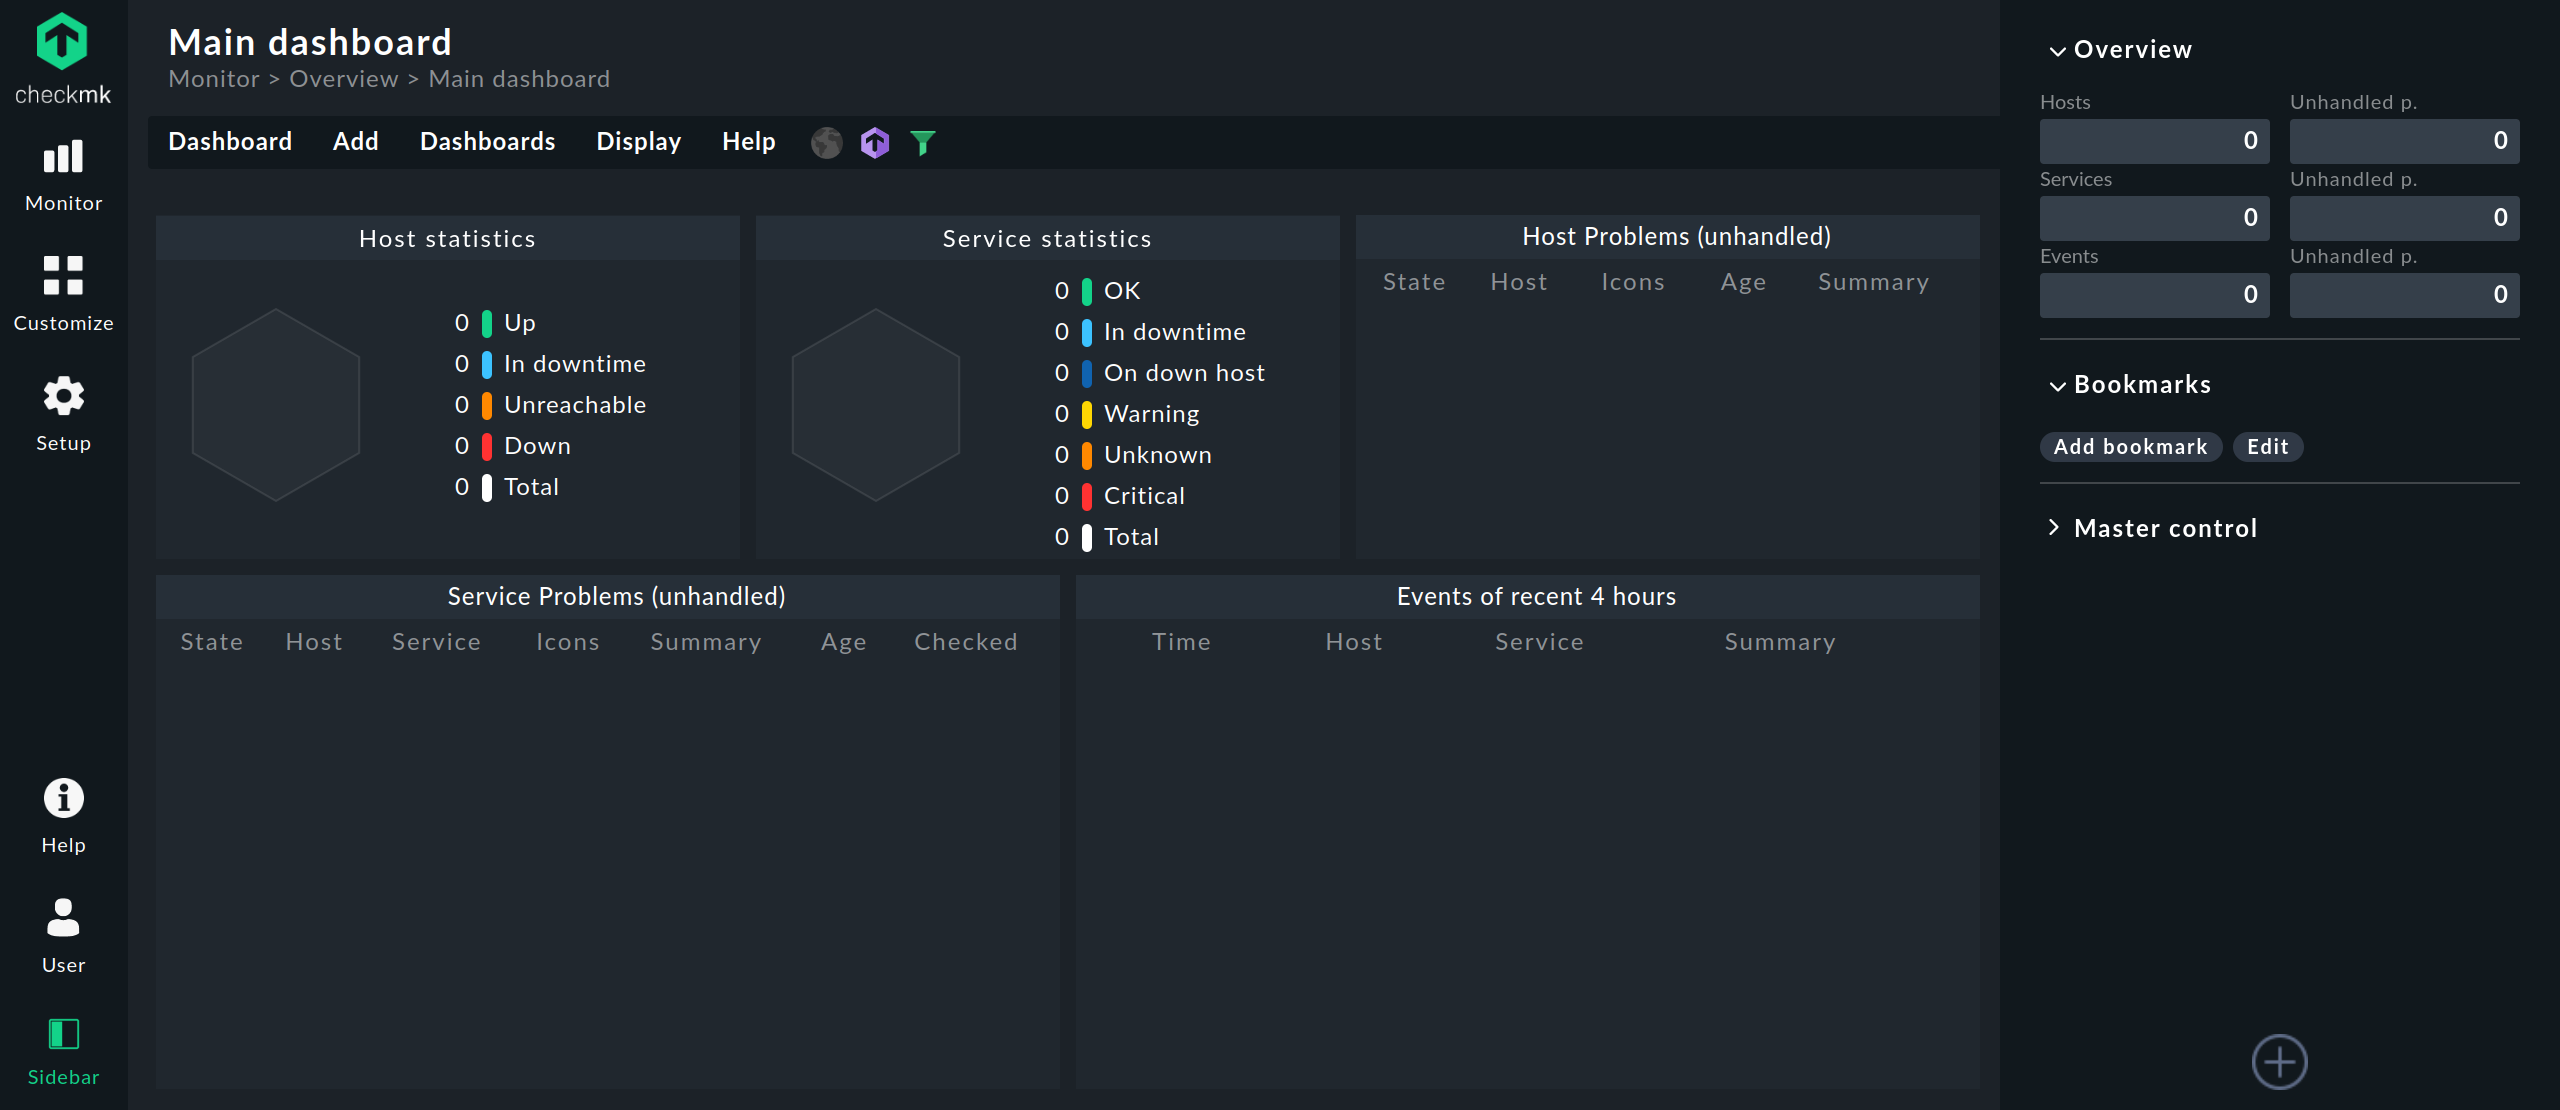 checkmk
Monitor
Customize
Setup
Help
User
Sidebar
Main dashboard
Monitor > Overview > Main dashboard
Dashboard Add Dashboards Display Help
Host statistics
0 Up
0 In downtime
0 Unreachable
0 Down
0 Total
Service statistics
0 OK
0 In downtime
0 On down host
0 Warning
0 Unknown
0 Critical
0 Total
Host Problems (unhandled)
State Host Icons Age Summary
Service Problems (unhandled)
State Host Service Icons Summary Age Checked
Events of recent 4 hours
Time Host Service Summary
Overview
Hosts Unhandled p.
0 0
Services Unhandled p.
0 0
Events Unhandled p.
0 0
Bookmarks
Add bookmark Edit
Master control